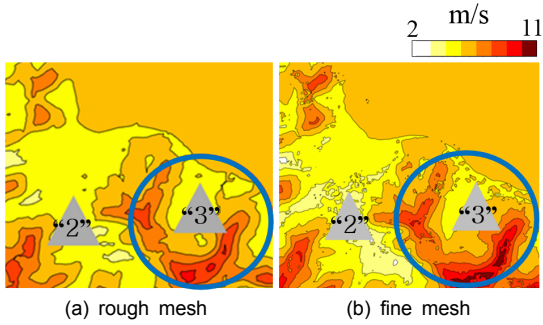 m/s
2 11
“2” “3” “2” “3”
(a) rough mesh (b) fine mesh